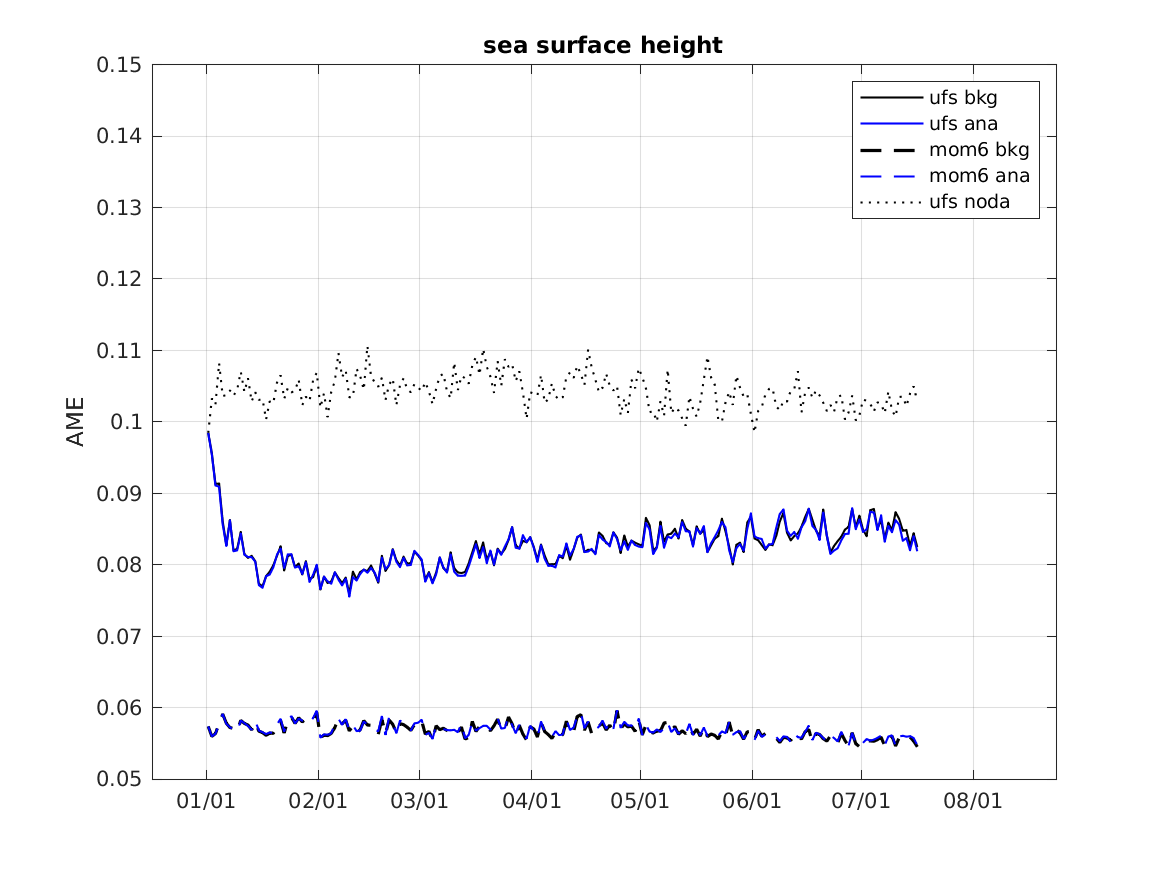 sea surface height
0.15
0.14
0.13
0.12
0.11
0.1
0.09
0.08
0.07
0.06
0.05
AME
ufs bkg
ufs ana
mom6 bkg
mom6 ana
ufs noda
01/01 02/01 03/01 04/01 05/01 06/01 07/01 08/01